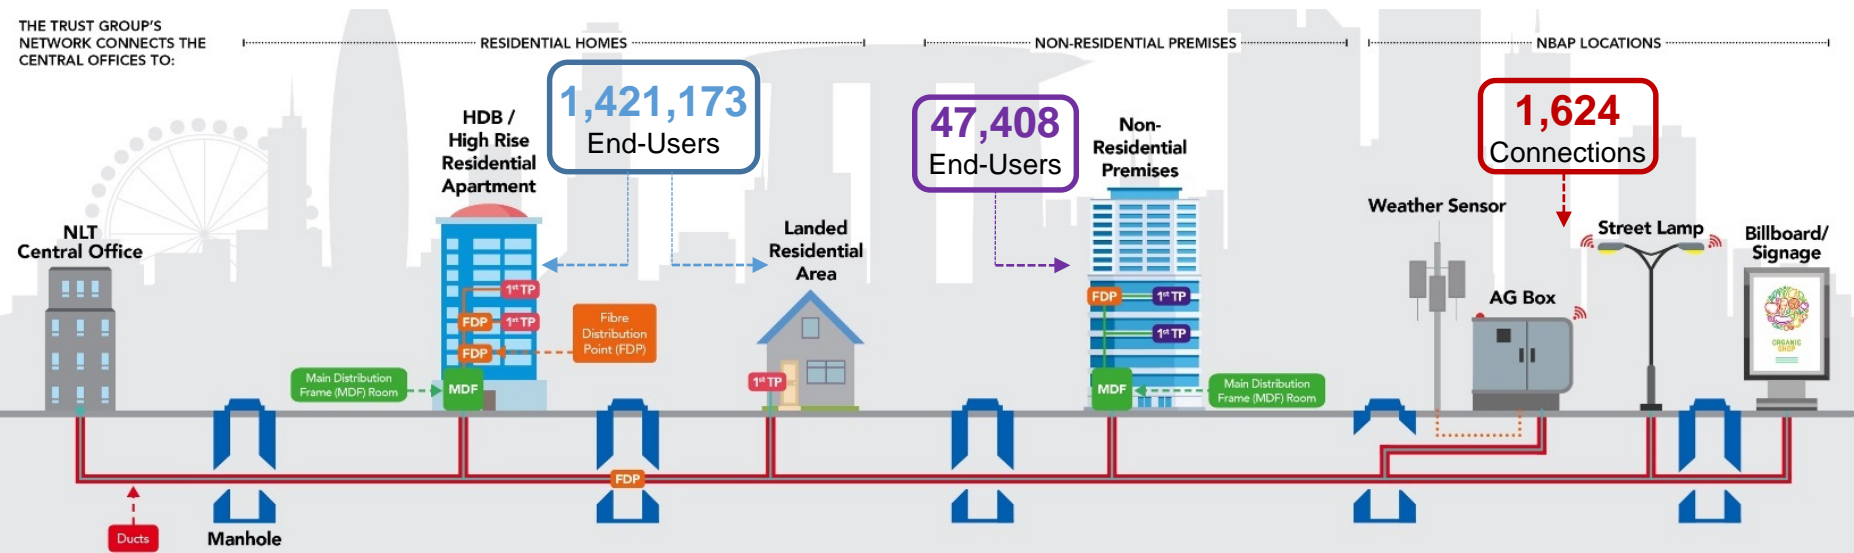 THE TRUST GROUP'S
NETWORK CONNECTS THE
CENTRAL OFFICES TO:
RESIDENTIAL HOMES
NON-RESIDENTIAL PREMISES
NBAP LOCATIONS
1,421,173
End-Users
47,408
End-Users
1,624
Connections
HDB /
High Rise
Residential
Apartment
Non-
Residential
Premises
NLT
Central Office
Landed
Residential
Area
Weather Sensor
Street Lamp
Billboard/
Signage
AG Box
1st TP
FDP
1st TP
FDP
Fibre
Distribution
Point (FDP)
MDF
Main Distribution
Frame (MDF) Room
1st TP
FDP
1st TP
1st TP
MDF
Main Distribution
Frame (MDF) Room
ORGANIC
SHOP
FDP
Ducts
Manhole